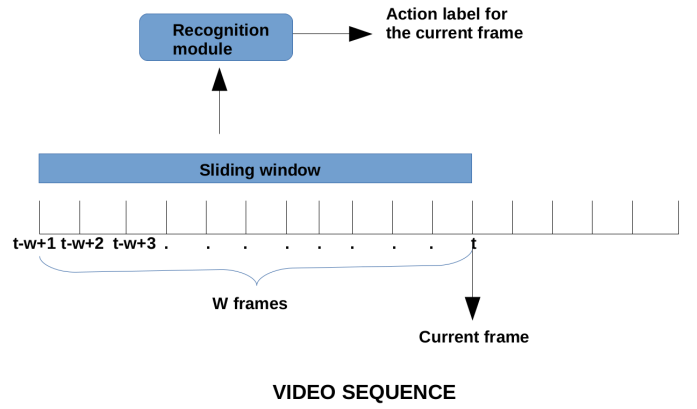 Action label for
the current frame
Recognition
module
Sliding window
t-w+1 t-w+2 t-w+3 . . . . . . . . t
W frames
Current frame
VIDEO SEQUENCE